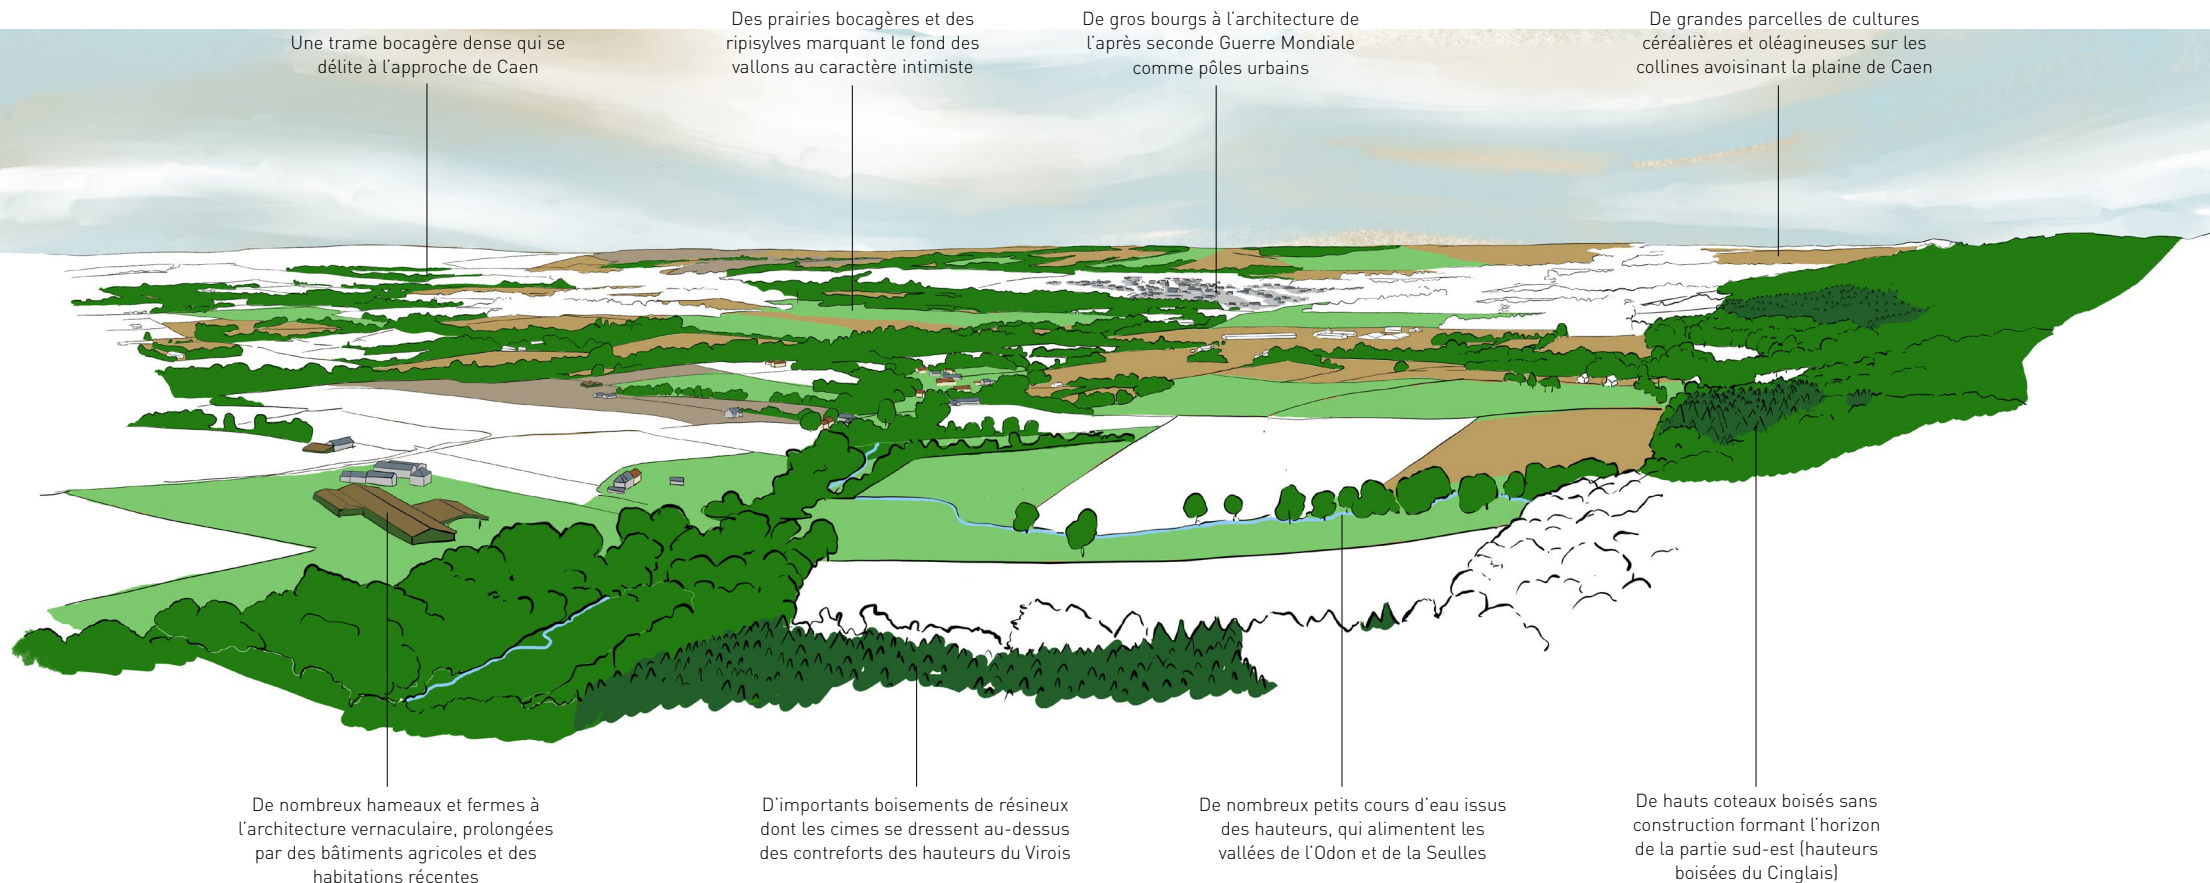 Une trame bocagère dense qui se
délite à l'approche de Caen
Des prairies bocagères et des
ripisylves marquant le fond des
vallons au caractère intimiste
De gros bourgs à l'architecture de
l'après seconde Guerre Mondiale
comme pôles urbains
De grandes parcelles de cultures
céréalières et oléagineuses sur les
collines avoisinant la plaine de Caen
De nombreux hameaux et fermes à
l'architecture vernaculaire, prolongées
par des bâtiments agricoles et des
habitations récentes
D'importants boisements de résineux
dont les cimes se dressent au-dessus
des contreforts des hauteurs du Virois
De nombreux petits cours d'eau issus
des hauteurs, qui alimentent les
vallées de l'Odon et de la Seulles
De hauts coteaux boisés sans
construction formant l'horizon
de la partie sud-est (hauteurs
boisées du Cinglais)